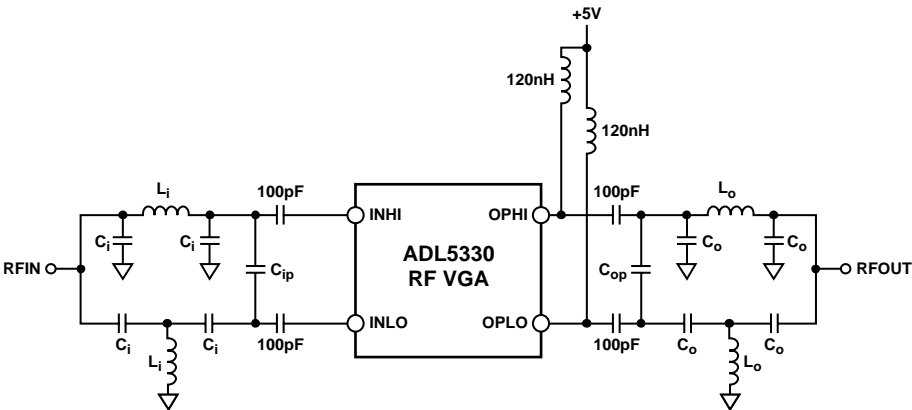 +5V
120nH
120nH
Li
100pF
100pF
Lo
INHI
OPHI
Ci
Ci
Co
Co
ADL5330
RF VGA
RFIN
Cip
Cop
RFOUT
INLO
OPLO
Ci
Ci
100pF
100pF
Co
Co
Li
Lo